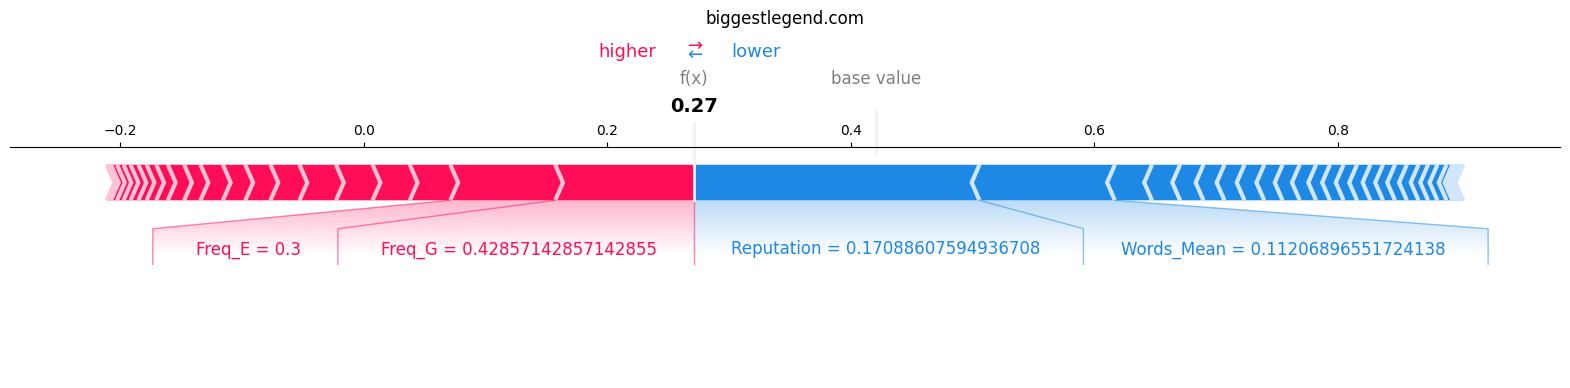 biggestlegend.com
higher ⇄ lower
f(x) base value
0.27
−0.2 0.0 0.2 0.4 0.6 0.8
Freq_E = 0.3 Freq_G = 0.42857142857142855 Reputation = 0.17088607594936708 Words_Mean = 0.11206896551724138